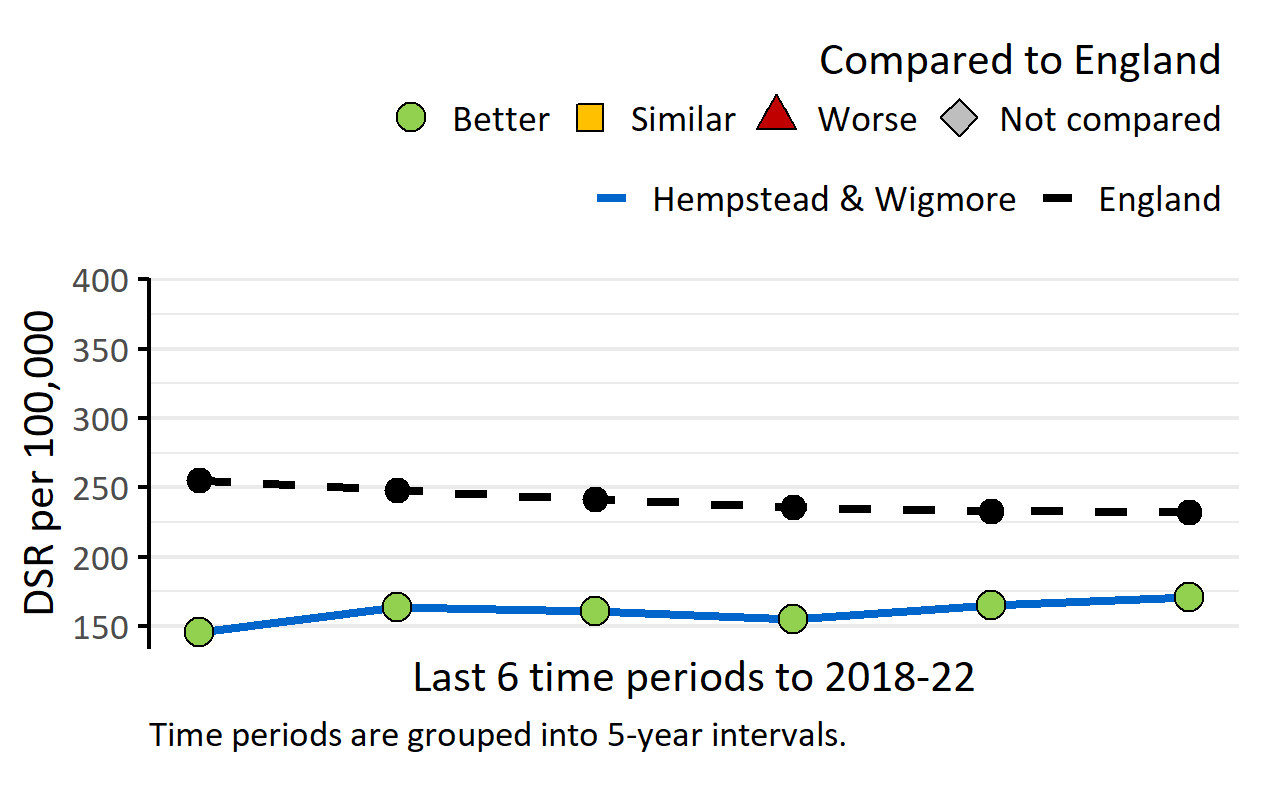 Compared to England
Better Similar Worse Not compared
Hempstead & Wigmore England
DSR per 100,000
400
350
300
250
200
150
Last 6 time periods to 2018-22
Time periods are grouped into 5-year intervals.